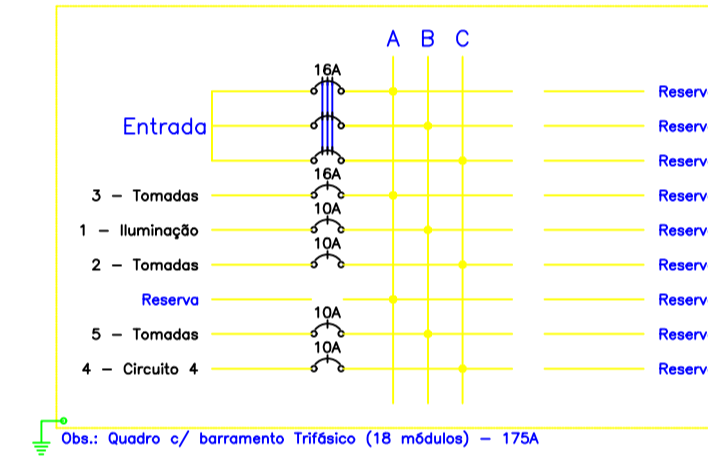 A B C
16A
Reserv
Entrada Reserv
Reserv
16A
3 - Tomadas Reserv
10A
1 - Iluminação Reserv
10A
2 - Tomadas Reserv
Reserva Reserv
10A
5 - Tomadas Reserv
10A
4 - Circuito 4 Reserv
Obs.: Quadro c/ barramento Trifásico (18 módulos) - 175A